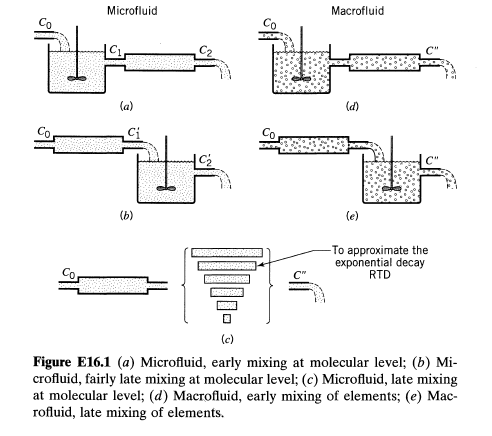 Microfluid
Macrofluid
C0
C1
C2
C"
(a)
(d)
C0
C'1
C'2
C0
C"
(b)
(e)
C0
C"
To approximate the
exponential decay
RTD
(c)
Figure E16.1 (a) Microfluid, early mixing at molecular level; (b) Mi-
crofluid, fairly late mixing at molecular level; (c) Microfluid, late mixing
at molecular level; (d) Macrofluid, early mixing of elements; (e) Mac-
rofluid, late mixing of elements.